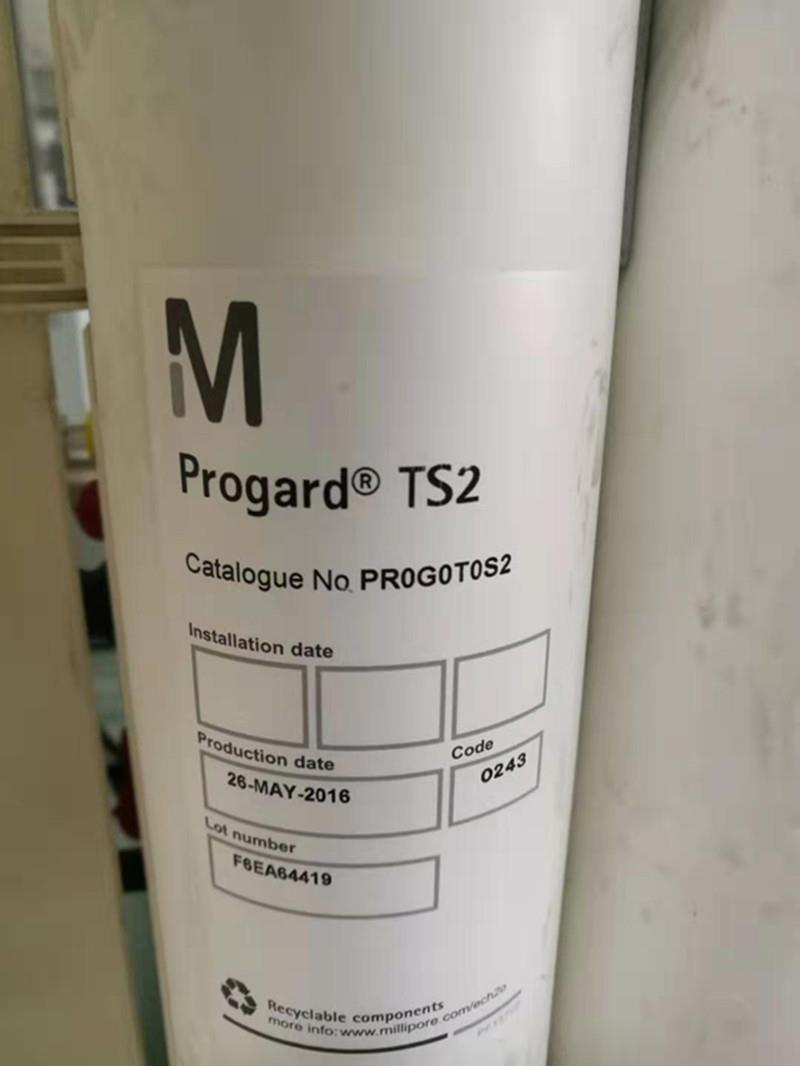 M
Progard® TS2
Catalogue No. PR0G0T0S2
Installation date
Production date
Code
26-MAY-2016
0243
Lot number
F6EA64419
Recyclable components
more info: www.millipore.com/ech2o